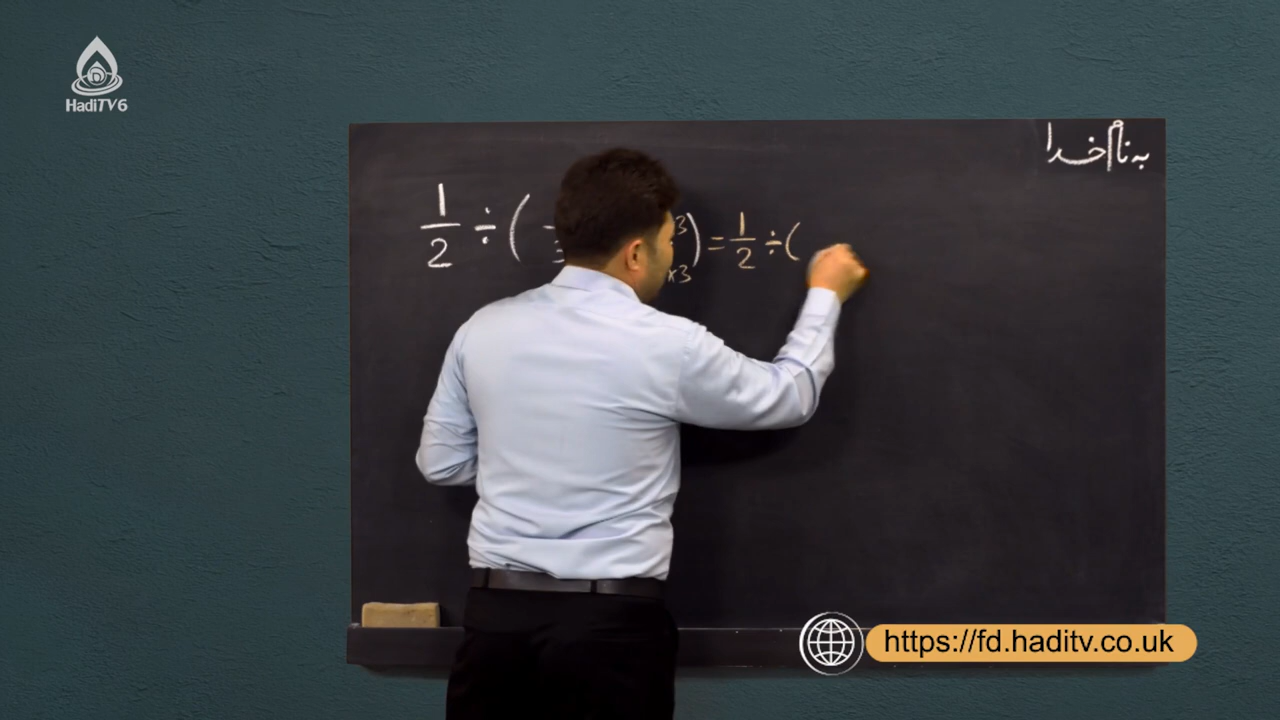 HadiTV6
به نام خدا
1/2 ÷ ( 3 ×3 ) = 1/2 ÷ (
https://fd.haditv.co.uk